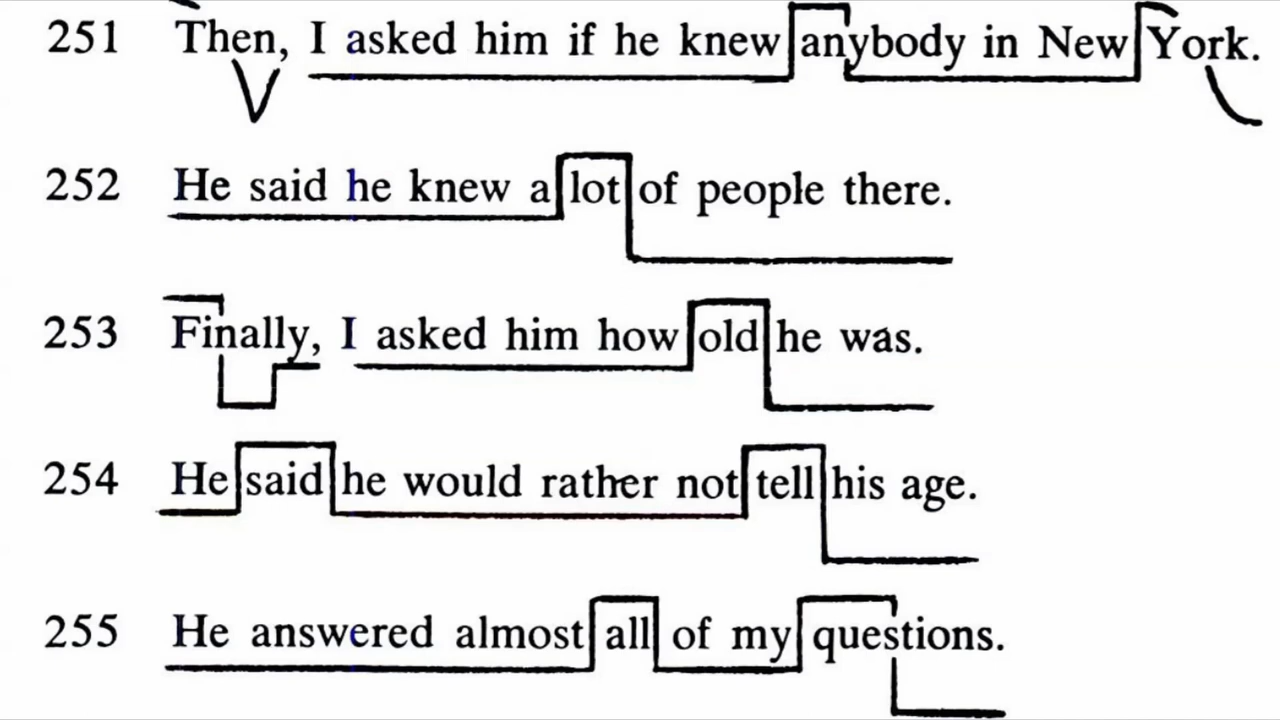 251 Then, I asked him if he knew anybody in New York.
252 He said he knew a lot of people there.
253 Finally, I asked him how old he was.
254 He said he would rather not tell his age.
255 He answered almost all of my questions.